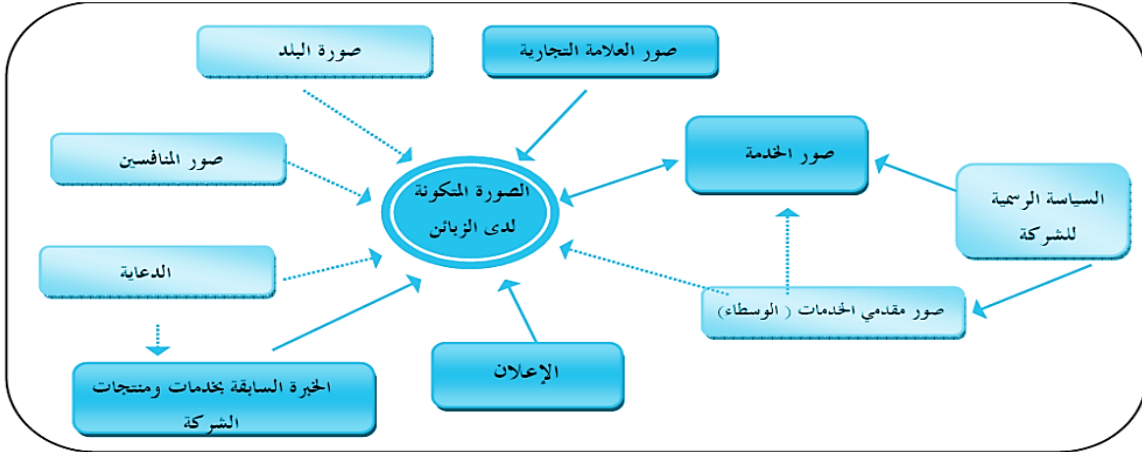 صورة البلد
صور العلامة التجارية
صور المنافسين
صور الخدمة
الصورة المتكونة
لدى الزبائن
السياسة الرسمية
للشركة
الدعاية
صور مقدمي الخدمات ( الوسطاء)
الإعلان
الخبرة السابقة بخدمات ومنتجات
الشركة